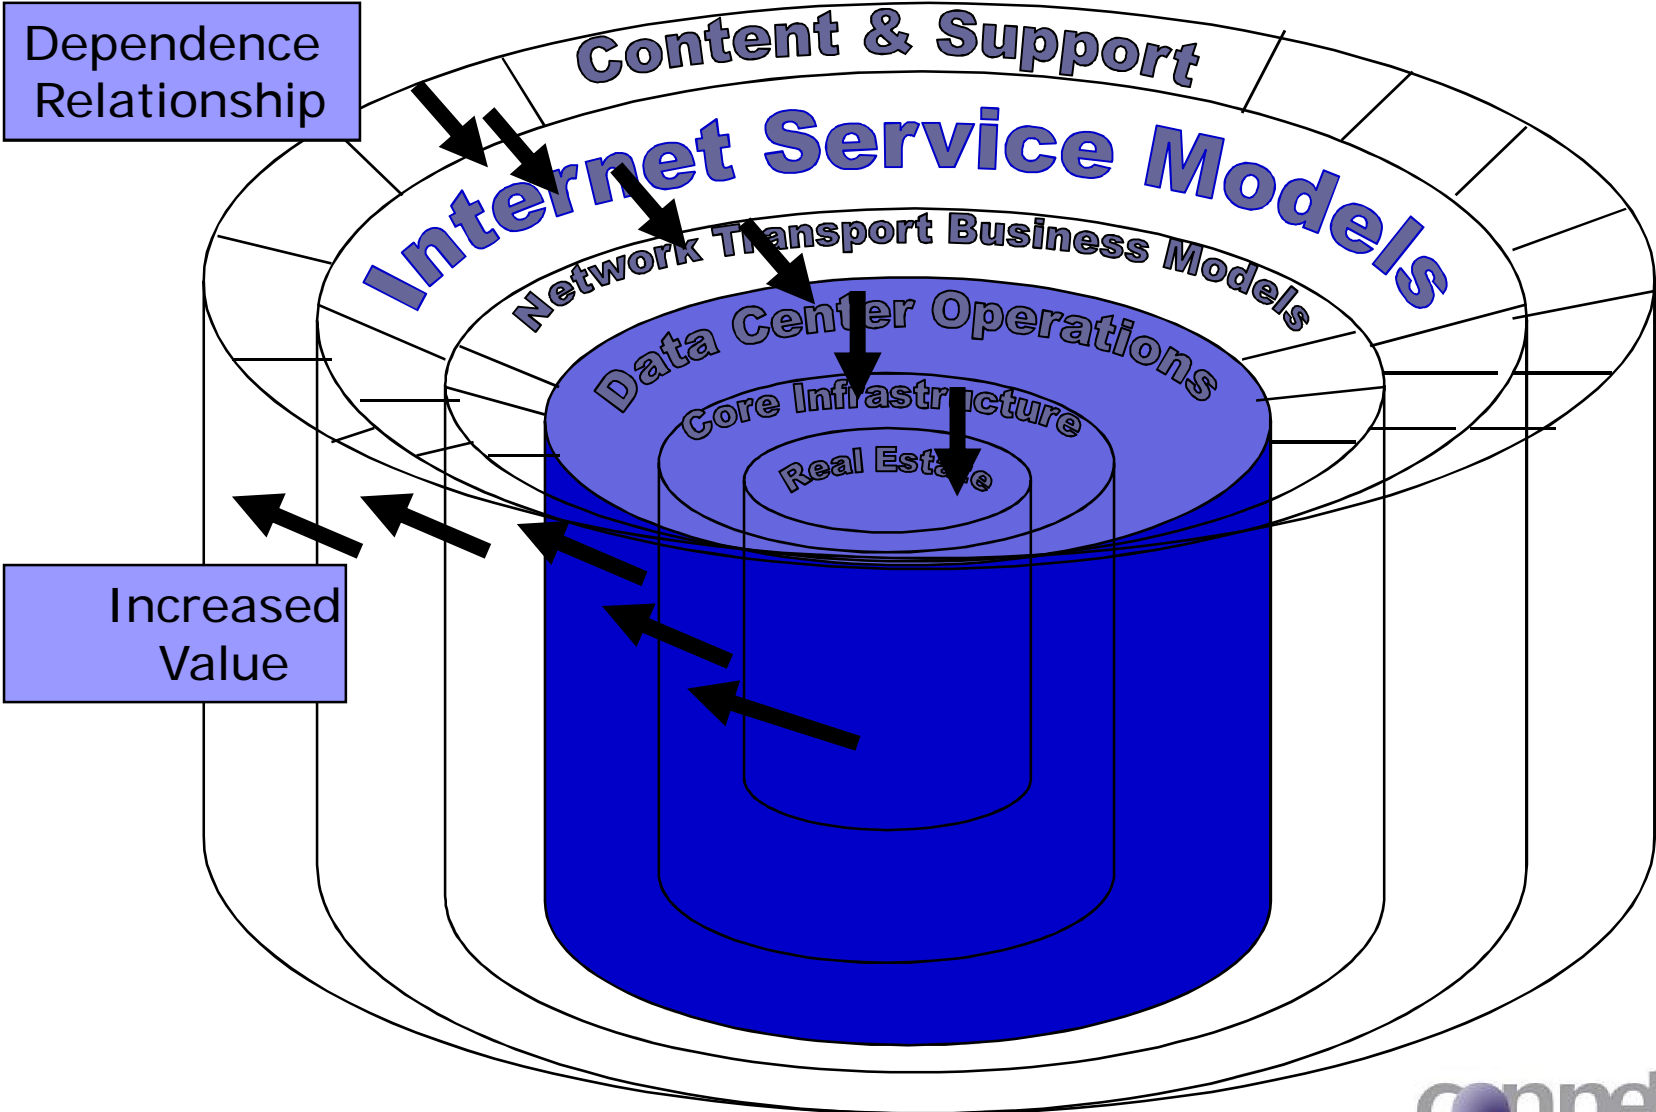 Dependence
Relationship
Content & Support
Internet Service Models
Network Transport Business Models
Data Center Operations
Core Infrastructure
Real Estate
Increased
Value